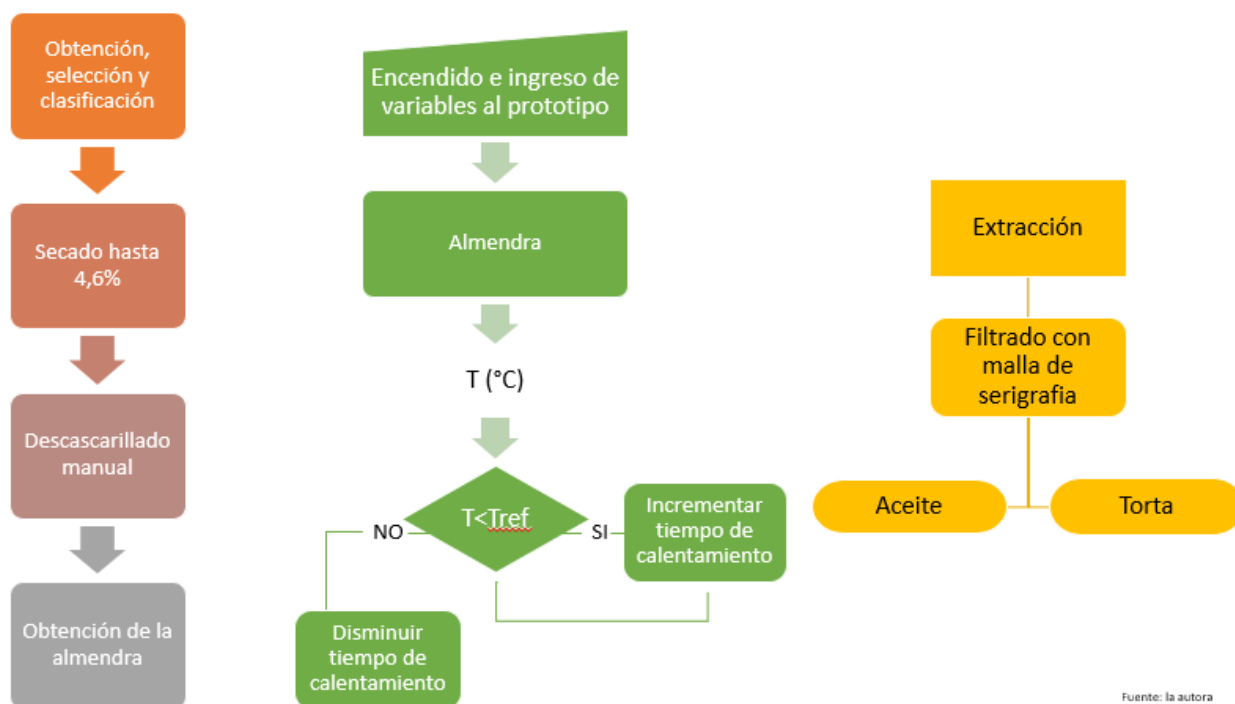 Obtención,
selección y
clasificación
Secado hasta
4,6%
Descascarillado
manual
Obtención de la
almendra
Encendido e ingreso de
variables al prototipo
Almendra
T (°C)
T<Tref
NO
SI
Incrementar
tiempo de
calentamiento
Disminuir
tiempo de
calentamiento
Extracción
Filtrado con
malla de
serigrafia
Aceite
Torta
Fuente: la autora